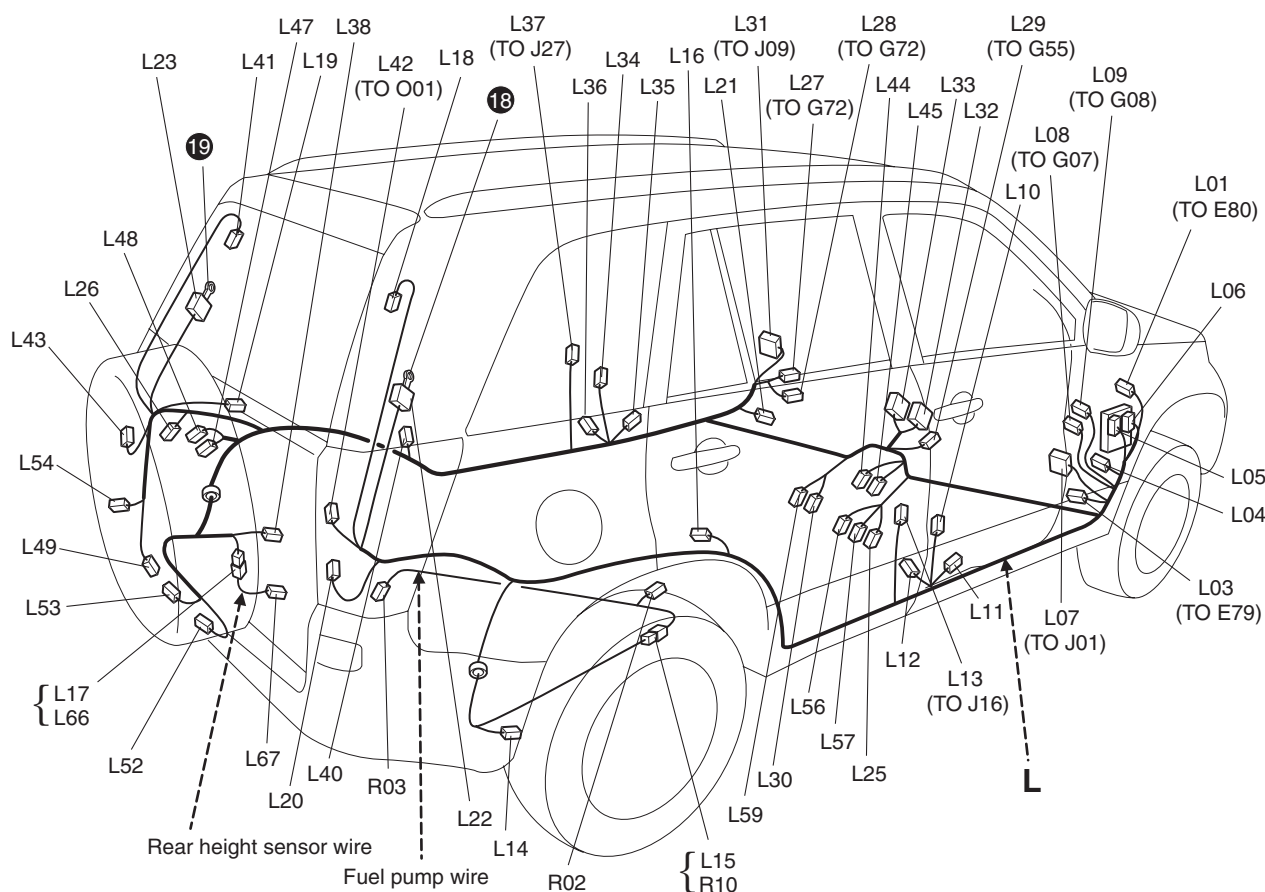 L47
L38
L37
(TO J27)
L31
(TO J09)
L28
(TO G72)
L29
(TO G55)
L23
L41
L19
L42
(TO O01)
L18
L34
L16
L33
L09
(TO G08)
18
L36
L35
L21
L27
(TO G72)
L44
L45
L32
L08
(TO G07)
19
L10
L01
(TO E80)
L48
L26
L06
L43
L54
L05
L04
L49
L53
L03
(TO E79)
L11
L07
(TO J01)
L12
L13
(TO J16)
L17
L66
L56
L57
L52
L67
L20
L40
R03
L30
L25
L
L59
L22
L14
Rear height sensor wire
Fuel pump wire
R02
L15
R10